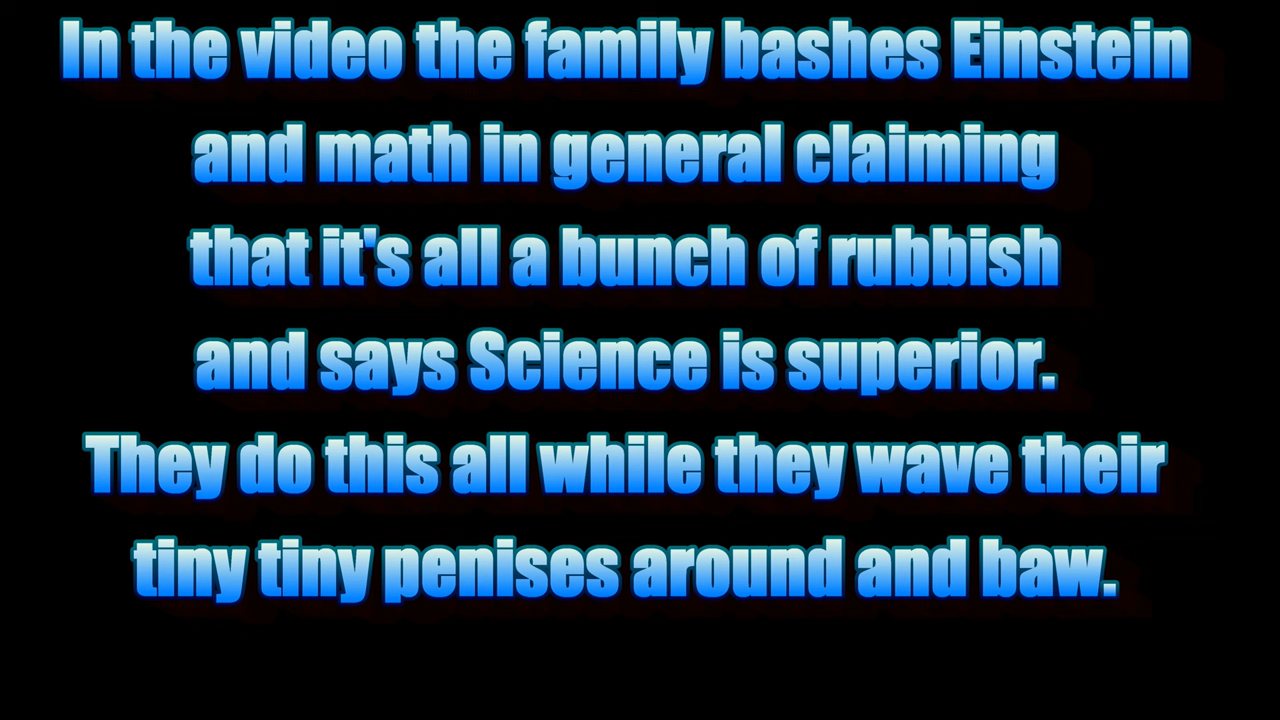 In the video the family bashes Einstein
and math in general claiming
that it's all a bunch of rubbish
and says Science is superior.
They do this all while they wave their
tiny tiny penises around and baw.